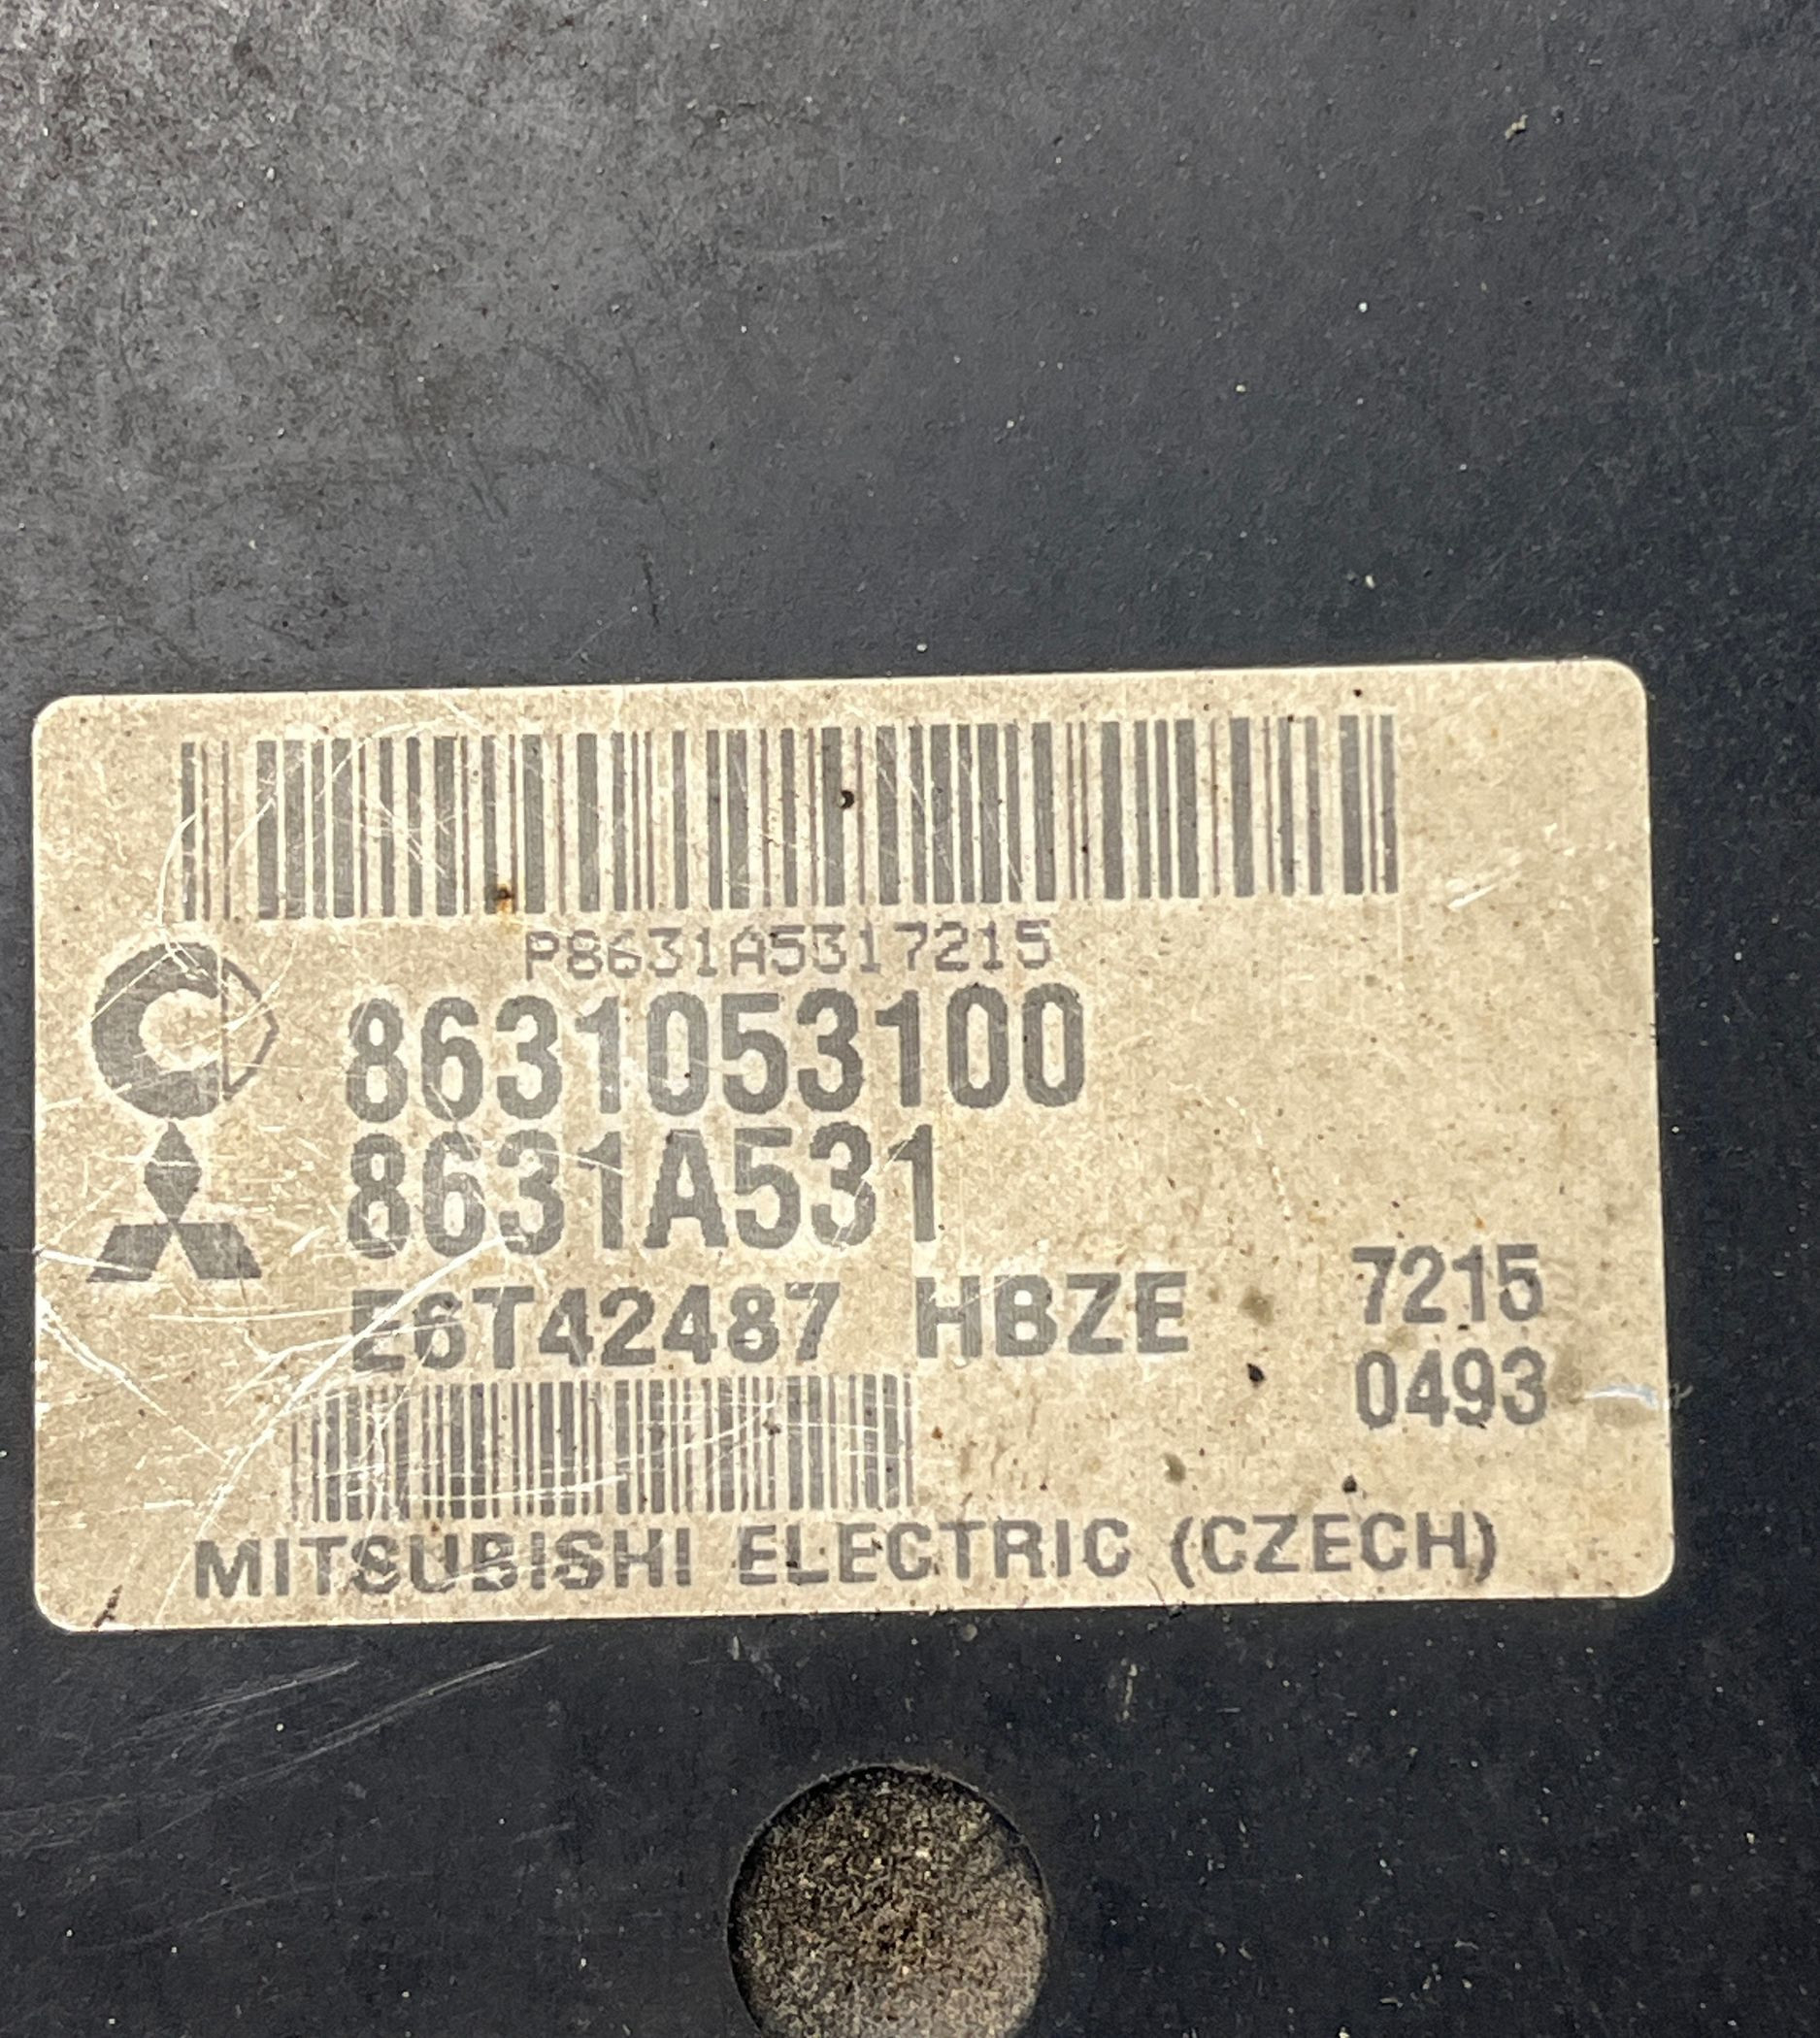 P8631A5317215
8631053100
8631A531
E6T42487 HBZE 7215
0493
MITSUBISHI ELECTRIC (CZECH)